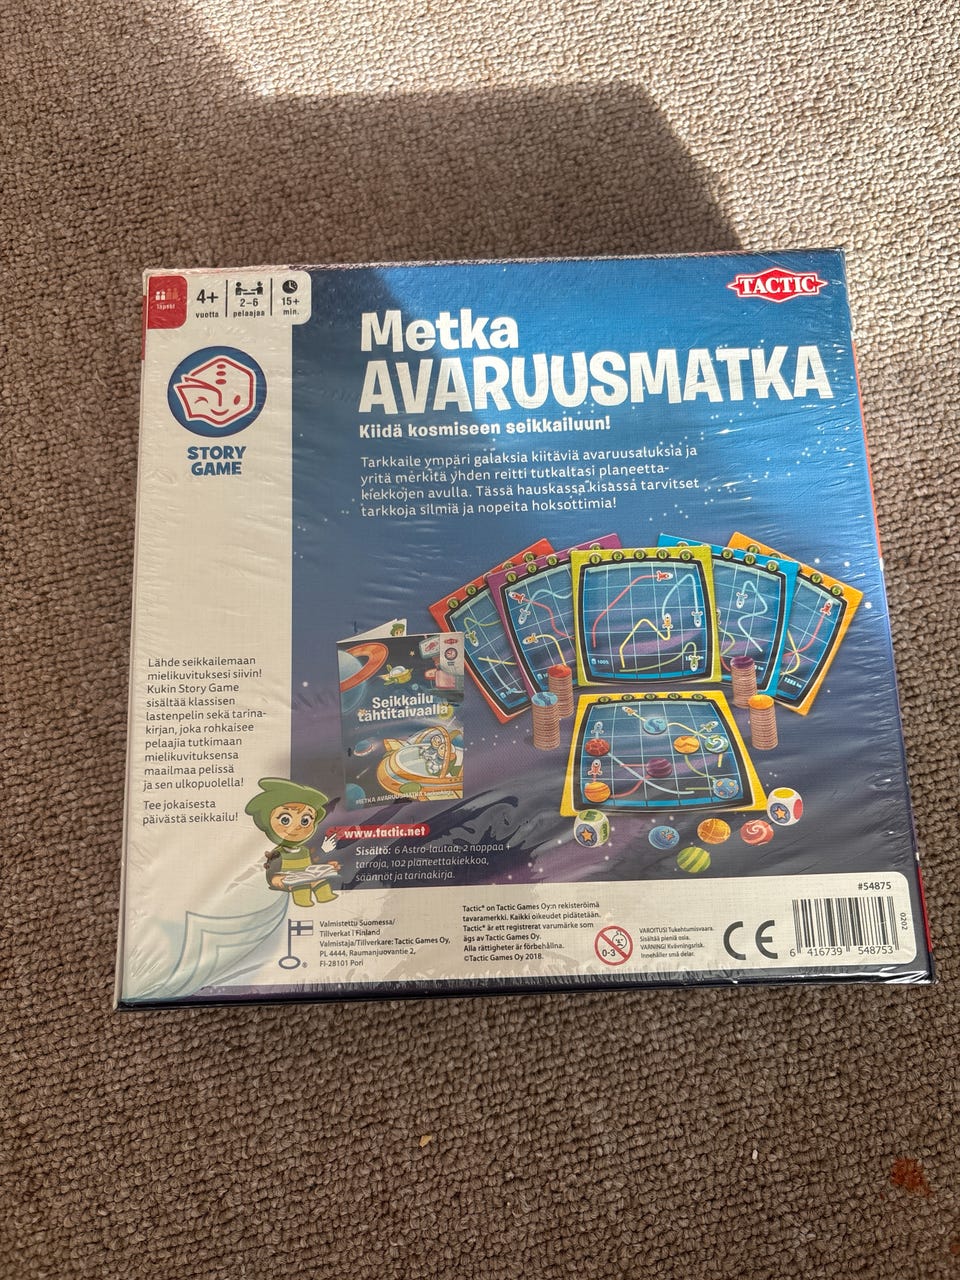 Lapset
4+
vuotta
2–6
pelaajaa
15+
min.
TACTIC
Metka
AVARUUSMATKA
Kiidä kosmiseen seikkailuun!
Tarkkaile ympäri galaksia kiitäviä avaruusaluksia ja
yritä merkitä yhden reitti tutkaltasi planeetta-
kiekkojen avulla. Tässä hauskassa kisassa tarvitset
tarkkoja silmiä ja nopeita hoksottimia!
STORY
GAME
Lähde seikkailemaan
mielikuvituksesi siivin!
Kukin Story Game
sisältää klassisen
lastenpelin sekä tarina-
kirjan, joka rohkaisee
pelaajia tutkimaan
mielikuvituksensa
maailmaa pelissä
ja sen ulkopuolella!
Tee jokaisesta
päivästä seikkailu!
Seikkailu
tähtitaivaalla
METKA AVARUUSMATKA
www.tactic.net
Sisältö: 6 Astro-lautaa, 2 noppaa +
tarroja, 102 planeettakiekkoa,
säännöt ja tarinakirja.
Valmistettu Suomessa/
Tillverkat i Finland
Valmistaja/Tillverkare: Tactic Games Oy,
PL 4444, Raumanjuovantie 2,
FI-28101 Pori
Tactic® on Tactic Games Oy:n rekisteröimä
tavaramerkki. Kaikki oikeudet pidätetään.
Tactic® är ett registrerat varumärke som
ägs av Tactic Games Oy.
Alla rättigheter är förbehållna.
©Tactic Games Oy 2018.
0-3
VAROITUS! Tukehtumisvaara.
Sisältää pieniä osia.
VARNING! Kvävningsrisk.
Innehåller små delar.
CE
#54875
0202
6 416739 548753